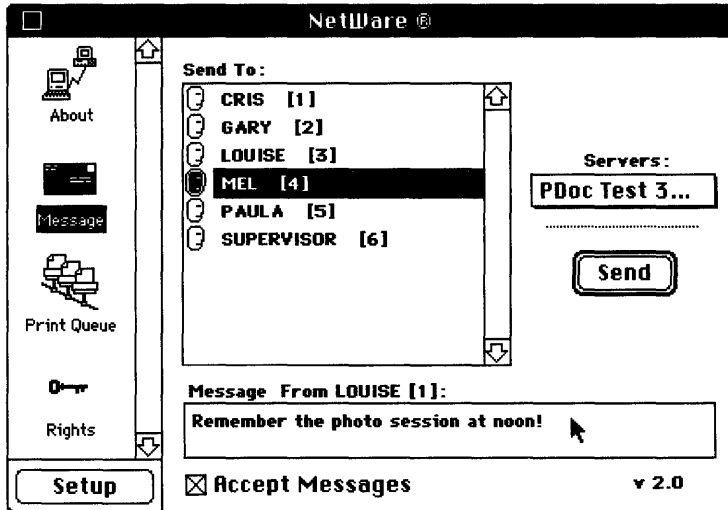 NetWare ®
About
Message
Print Queue
Rights
Setup
Send To:
CRIS [1]
GARY [2]
LOUISE [3]
MEL [4]
PAULA [5]
SUPERVISOR [6]
Servers:
PDoc Test 3...
Send
Message From LOUISE [1]:
Remember the photo session at noon!
Accept Messages
v 2.0